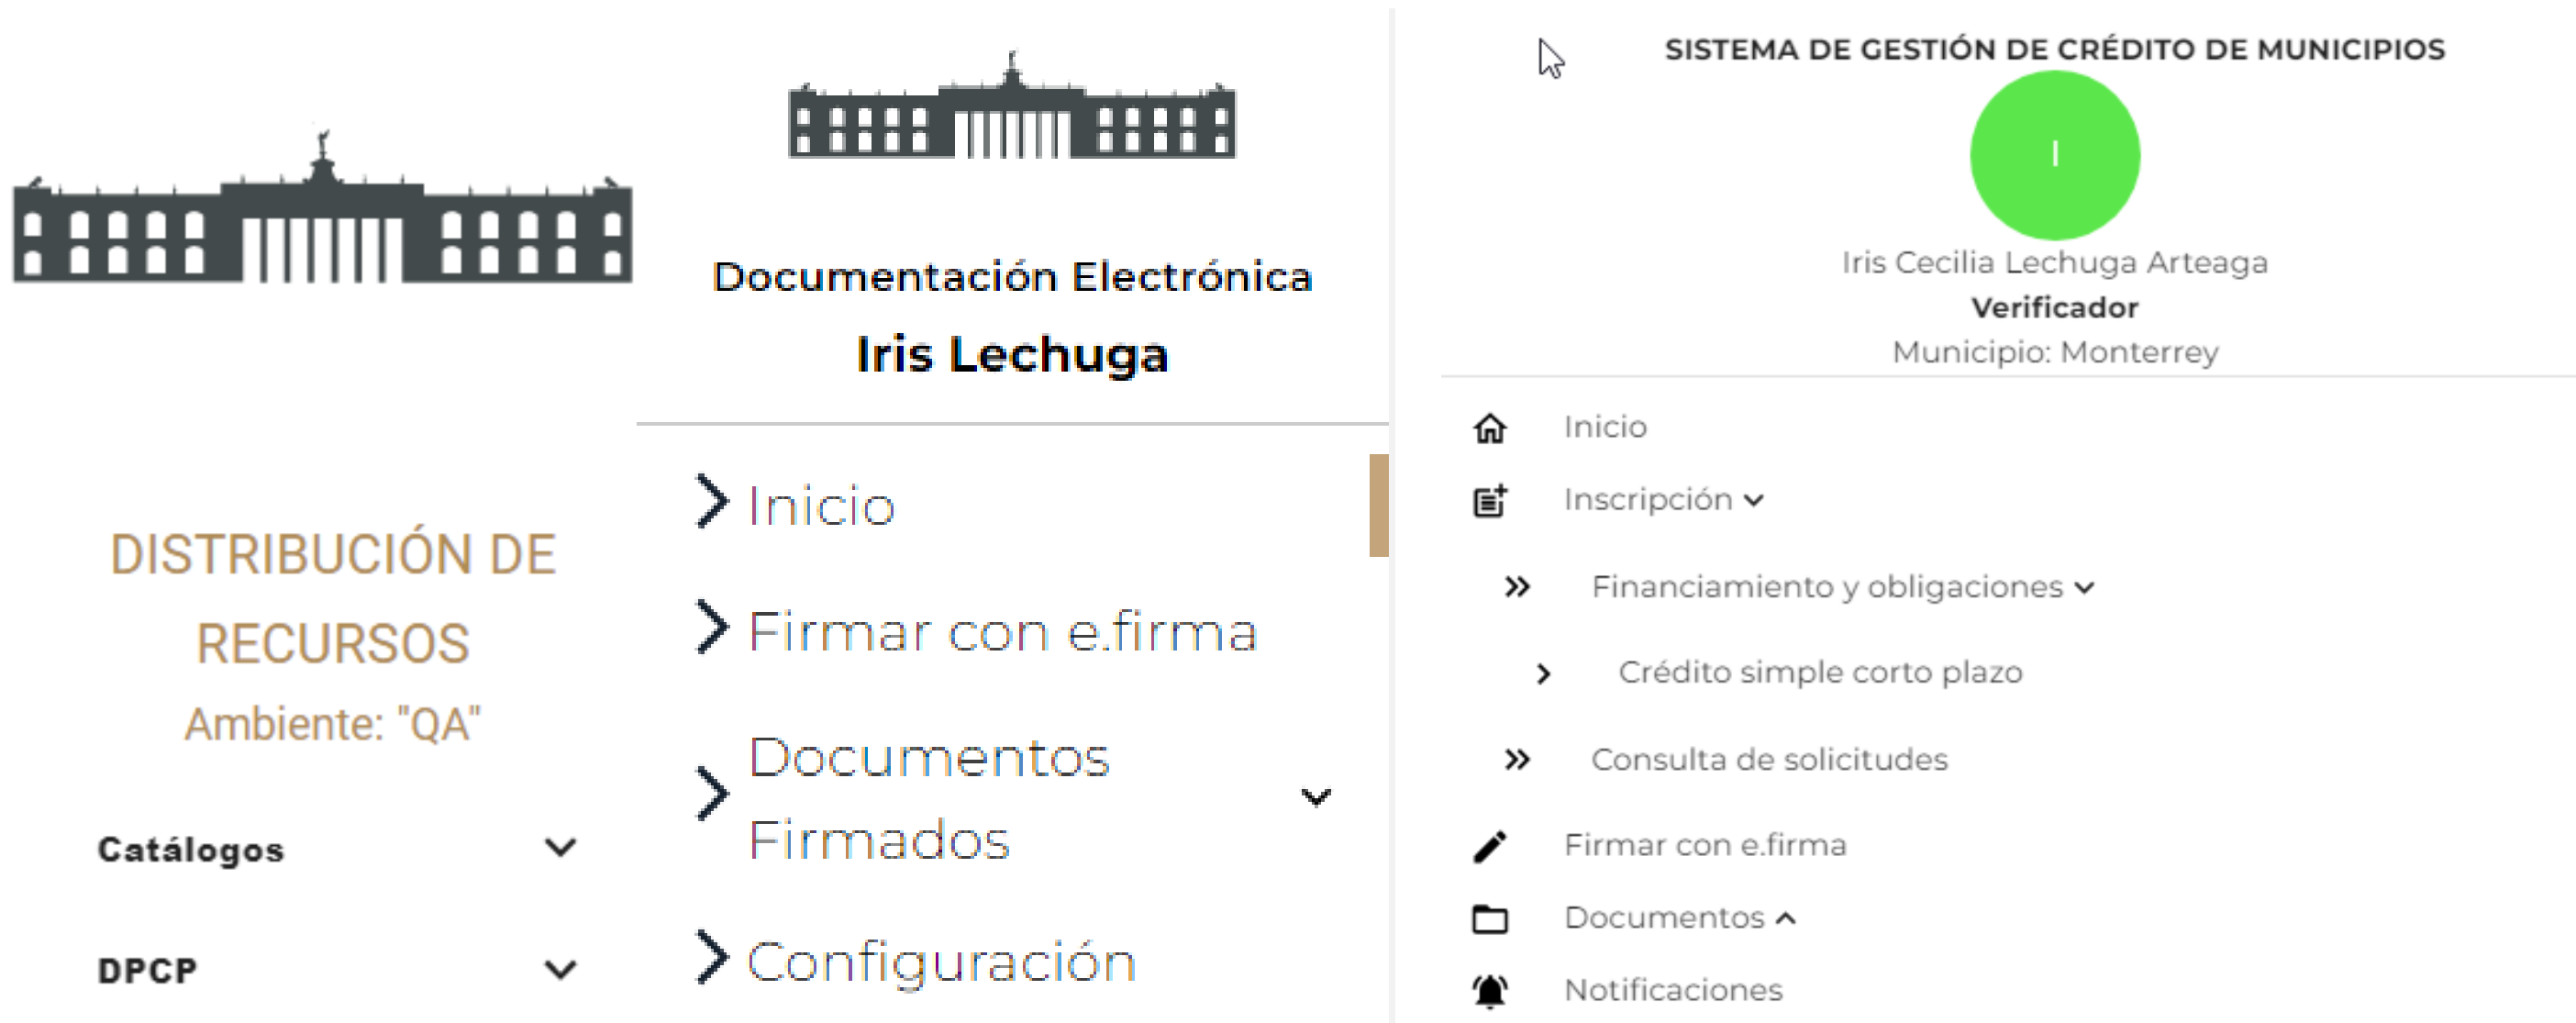 DISTRIBUCIÓN DE
RECURSOS
Ambiente: "QA"
Catálogos
DPCP
Documentación Electrónica
Iris Lechuga
Inicio
Firmar con e.firma
Documentos
Firmados
Configuración
SISTEMA DE GESTIÓN DE CRÉDITO DE MUNICIPIOS
I
Iris Cecilia Lechuga Arteaga
Verificador
Municipio: Monterrey
Inicio
Inscripción
Financiamiento y obligaciones
Crédito simple corto plazo
Consulta de solicitudes
Firmar con e.firma
Documentos
Notificaciones